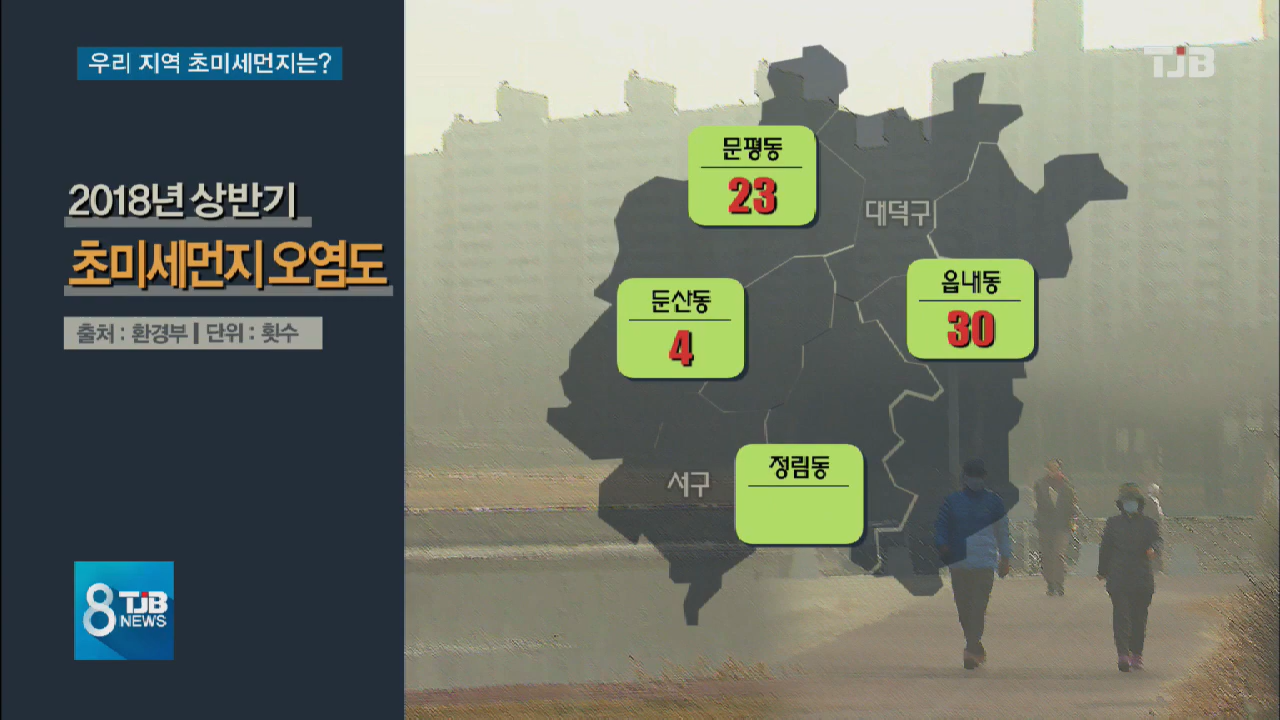 우리 지역 초미세먼지는?
TJB
2018년 상반기
초미세먼지 오염도
출처 : 환경부 | 단위 : 횟수
문평동
23
대덕구
둔산동
4
읍내동
30
정림동
서구
8 TJB
NEWS